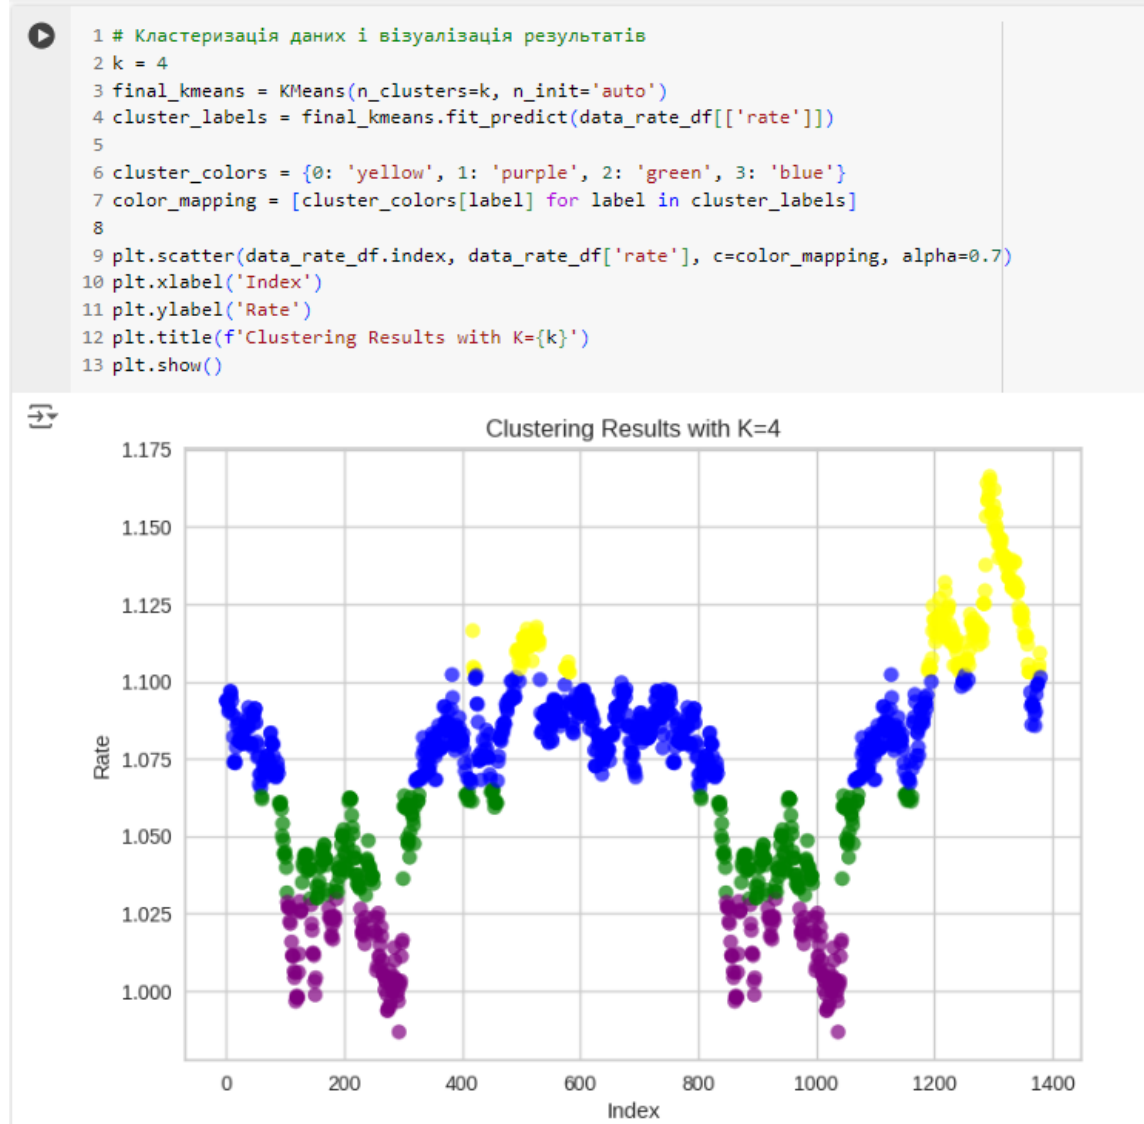 1 # Кластеризація даних і візуалізація результатів
2 k = 4
3 final_kmeans = KMeans(n_clusters=k, n_init='auto')
4 cluster_labels = final_kmeans.fit_predict(data_rate_df[['rate']])
5
6 cluster_colors = {0: 'yellow', 1: 'purple', 2: 'green', 3: 'blue'}
7 color_mapping = [cluster_colors[label] for label in cluster_labels]
8
9 plt.scatter(data_rate_df.index, data_rate_df['rate'], c=color_mapping, alpha=0.7)
10 plt.xlabel('Index')
11 plt.ylabel('Rate')
12 plt.title(f'Clustering Results with K={k}')
13 plt.show()
Clustering Results with K=4
1.175
1.150
1.125
1.100
1.075
1.050
1.025
1.000
Rate
0 200 400 600 800 1000 1200 1400
Index